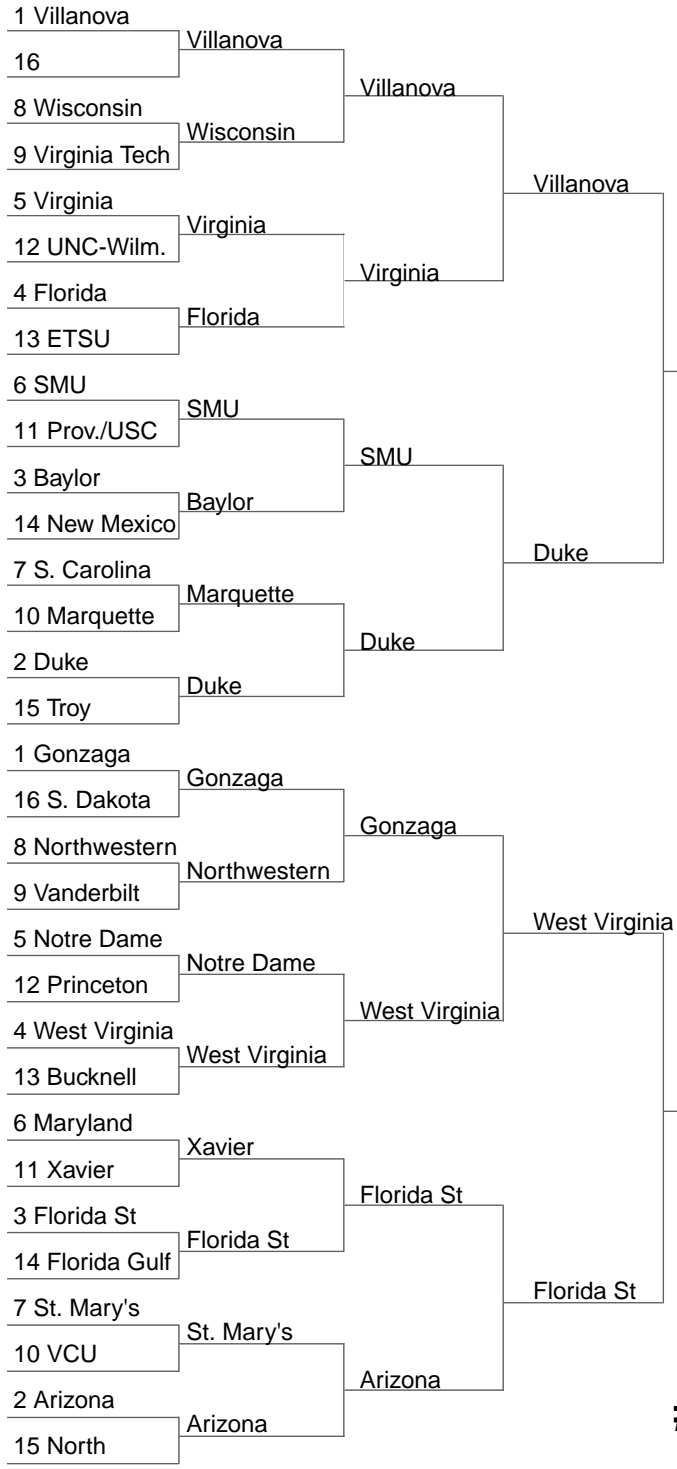 1 Villanova
16
8 Wisconsin
9 Virginia Tech
5 Virginia
12 UNC-Wilm.
4 Florida
13 ETSU
6 SMU
11 Prov./USC
3 Baylor
14 New Mexico
7 S. Carolina
10 Marquette
2 Duke
15 Troy
1 Gonzaga
16 S. Dakota
8 Northwestern
9 Vanderbilt
5 Notre Dame
12 Princeton
4 West Virginia
13 Bucknell
6 Maryland
11 Xavier
3 Florida St
14 Florida Gulf
7 St. Mary's
10 VCU
2 Arizona
15 North
Villanova
Wisconsin
Virginia
Florida
SMU
Baylor
Marquette
Duke
Gonzaga
Northwestern
Notre Dame
West Virginia
Xavier
Florida St
St. Mary's
Arizona
Villanova
Virginia
SMU
Duke
Gonzaga
West Virginia
Florida St
Arizona
Villanova
Duke
West Virginia
Florida St